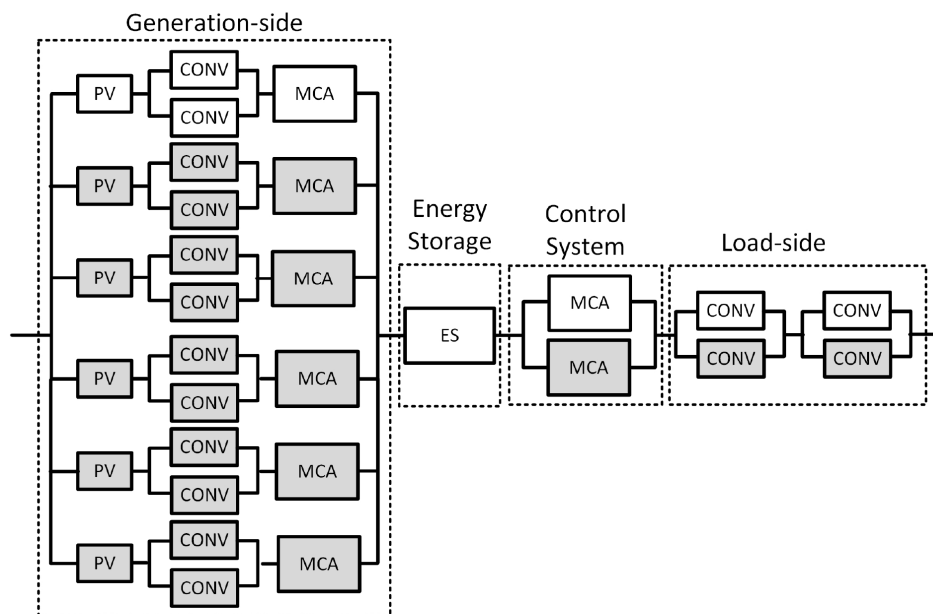 Generation-side
CONV
PV
MCA
CONV
CONV
PV
MCA
CONV
CONV
PV
MCA
CONV
CONV
PV
MCA
CONV
CONV
PV
MCA
CONV
CONV
PV
MCA
CONV
Energy
Storage
ES
Control
System
MCA
MCA
Load-side
CONV
CONV
CONV
CONV